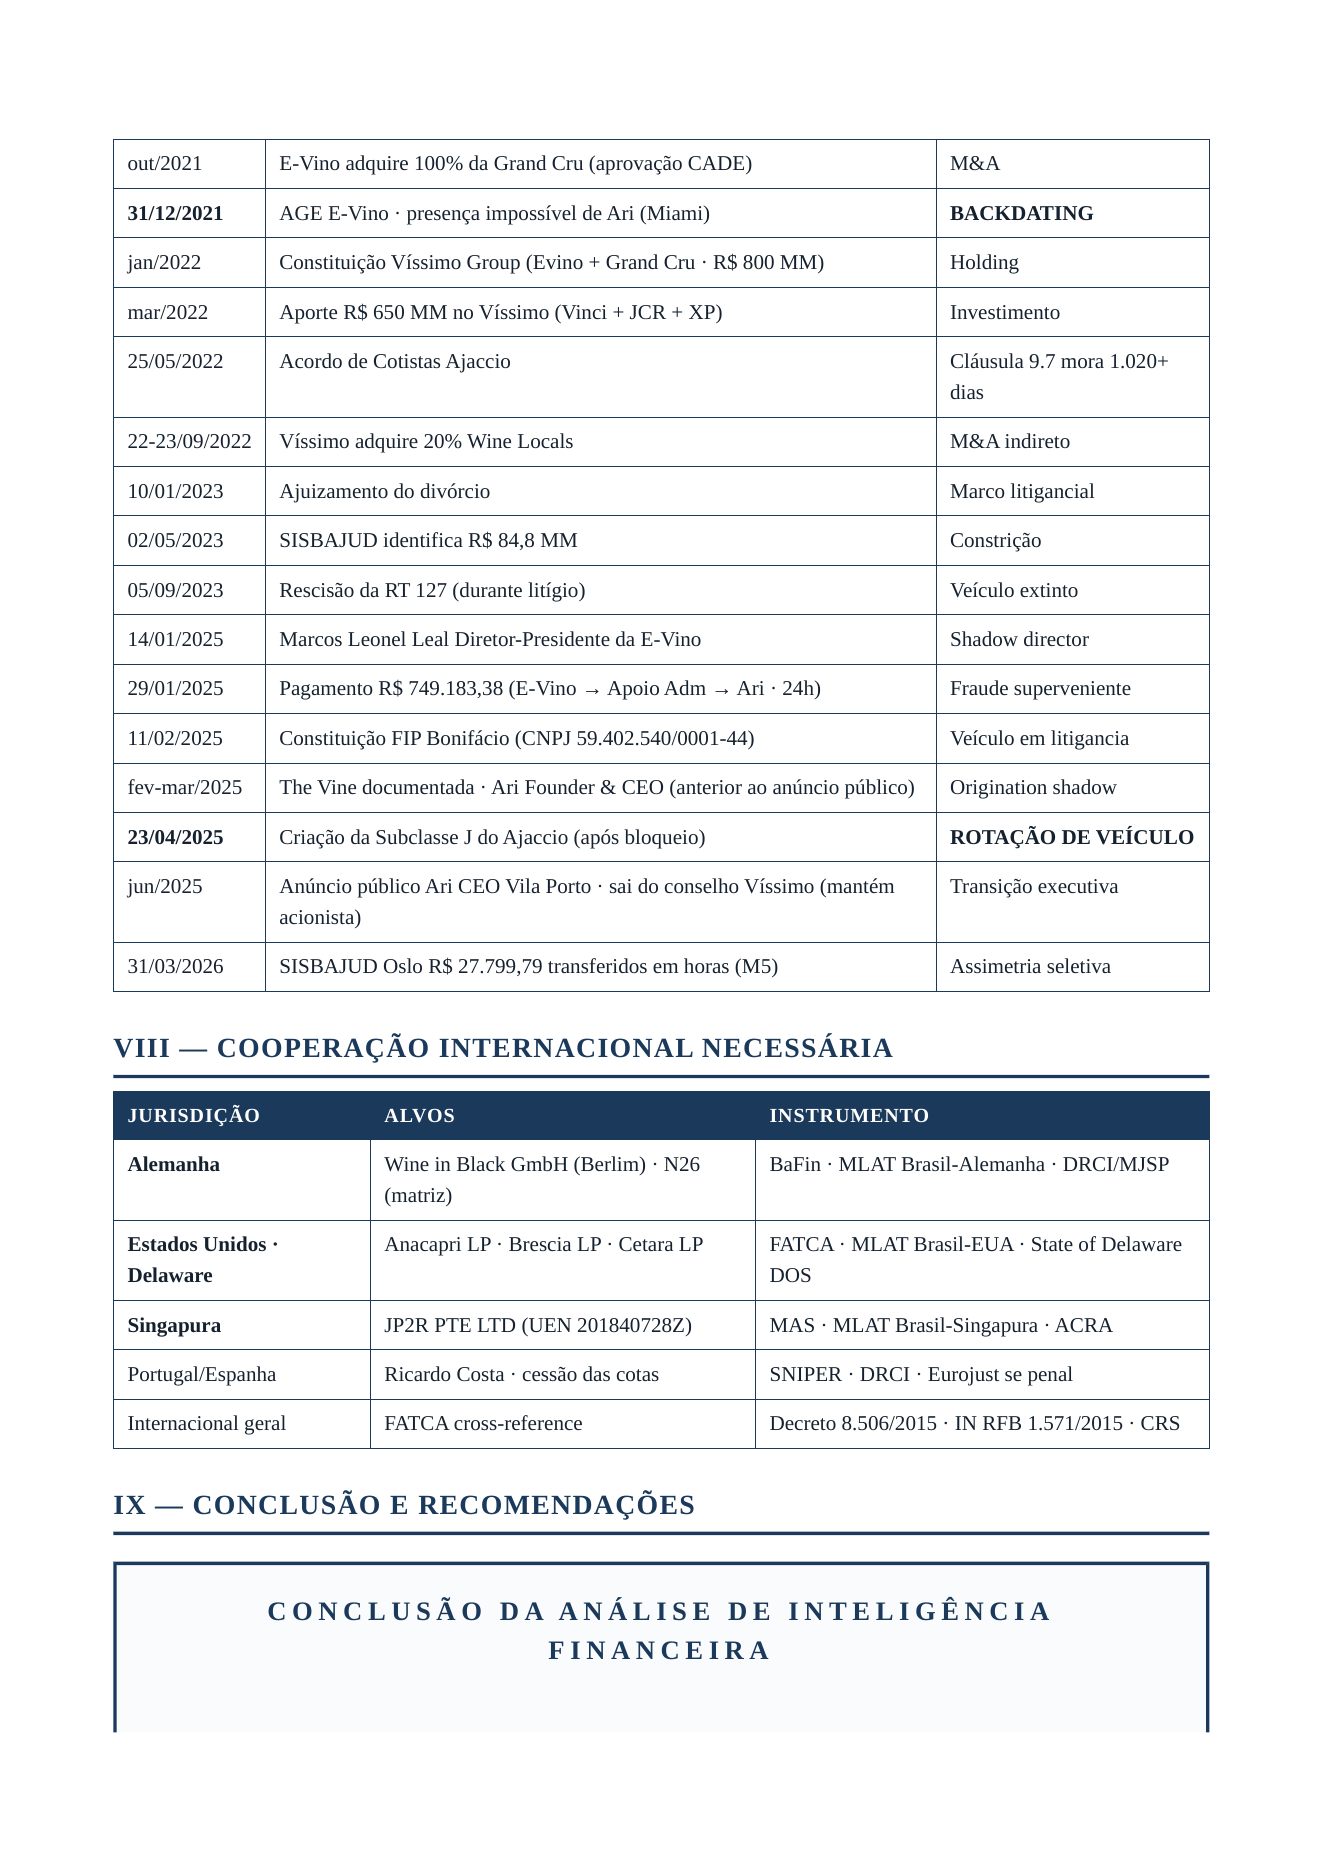 out/2021 E-Vino adquire 100% da Grand Cru (aprovação CADE) M&A
31/12/2021 AGE E-Vino · presença impossível de Ari (Miami) BACKDATING
jan/2022 Constituição Víssimo Group (Evino + Grand Cru · R$ 800 MM) Holding
mar/2022 Aporte R$ 650 MM no Víssimo (Vinci + JCR + XP) Investimento
25/05/2022 Acordo de Cotistas Ajaccio Cláusula 9.7 mora 1.020+
dias
22-23/09/2022 Víssimo adquire 20% Wine Locals M&A indireto
10/01/2023 Ajuizamento do divórcio Marco litigancial
02/05/2023 SISBAJUD identifica R$ 84,8 MM Constrição
05/09/2023 Rescisão da RT 127 (durante litígio) Veículo extinto
14/01/2025 Marcos Leonel Leal Diretor-Presidente da E-Vino Shadow director
29/01/2025 Pagamento R$ 749.183,38 (E-Vino → Apoio Adm → Ari · 24h) Fraude superveniente
11/02/2025 Constituição FIP Bonifácio (CNPJ 59.402.540/0001-44) Veículo em litigancia
fev-mar/2025 The Vine documentada · Ari Founder & CEO (anterior ao anúncio público) Origination shadow
23/04/2025 Criação da Subclasse J do Ajaccio (após bloqueio) ROTAÇÃO DE VEÍCULO
jun/2025 Anúncio público Ari CEO Vila Porto · sai do conselho Víssimo (mantém Transição executiva
acionista)
31/03/2026 SISBAJUD Oslo R$ 27.799,79 transferidos em horas (M5) Assimetria seletiva
VIII — COOPERAÇÃO INTERNACIONAL NECESSÁRIA
JURISDIÇÃO ALVOS INSTRUMENTO
Alemanha Wine in Black GmbH (Berlim) · N26 BaFin · MLAT Brasil-Alemanha · DRCI/MJSP
(matriz)
Estados Unidos · Anacapri LP · Brescia LP · Cetara LP FATCA · MLAT Brasil-EUA · State of Delaware
Delaware DOS
Singapura JP2R PTE LTD (UEN 201840728Z) MAS · MLAT Brasil-Singapura · ACRA
Portugal/Espanha Ricardo Costa · cessão das cotas SNIPER · DRCI · Eurojust se penal
Internacional geral FATCA cross-reference Decreto 8.506/2015 · IN RFB 1.571/2015 · CRS
IX — CONCLUSÃO E RECOMENDAÇÕES
CONCLUSÃO DA ANÁLISE DE INTELIGÊNCIA
FINANCEIRA